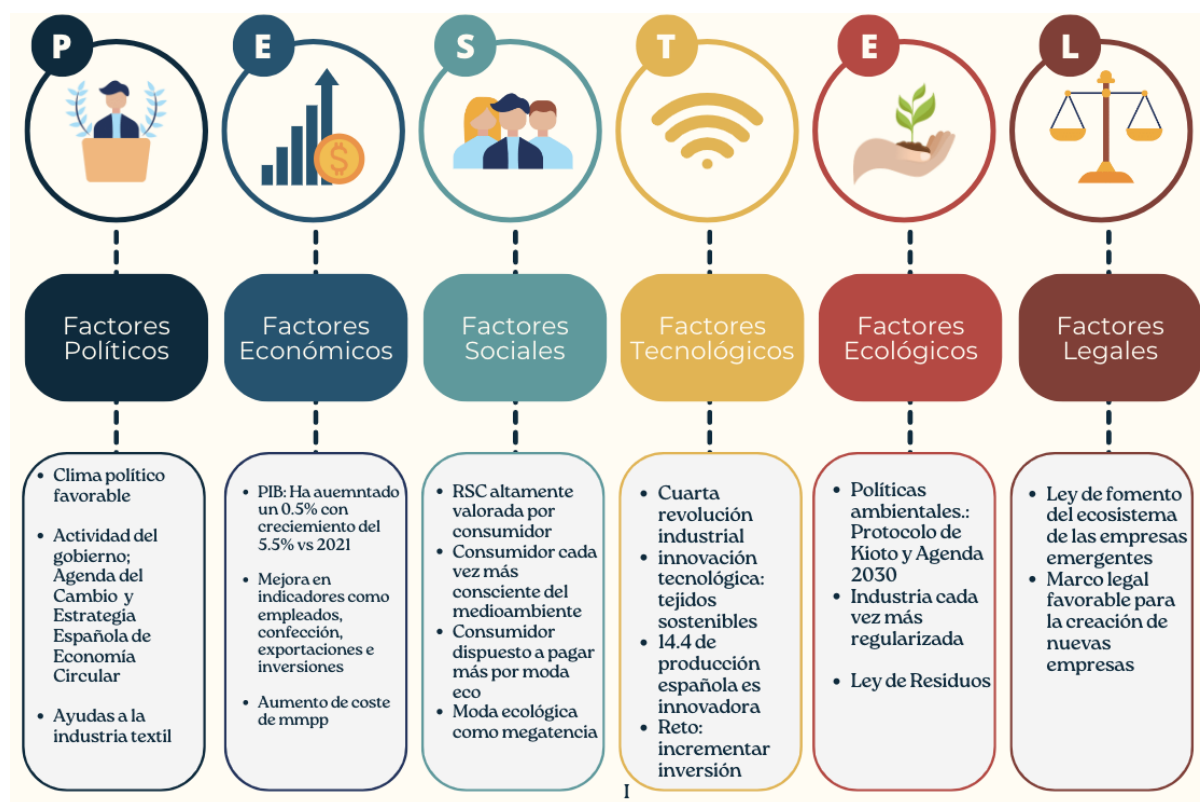 P
E
S
T
E
L
Factores
Políticos
Factores
Económicos
Factores
Sociales
Factores
Tecnológicos
Factores
Ecológicos
Factores
Legales
• Clima político
favorable
• Actividad del
gobierno;
Agenda del
Cambio y
Estrategia
Española de
Economía
Circular
• Ayudas a la
industria textil
• PIB: Ha auemntado
un 0.5% con
creciemiento del
5.5% vs 2021
• Mejora en
indicadores como
empleados,
confección,
exportaciones e
inversiones
• Aumento de coste
de mmpp
• RSC altamente
valorada por
consumidor
• Consumidor cada
vez más
consciente del
medioambiente
• Consumidor
dispuesto a pagar
más por moda
eco
• Moda ecológica
como megatencia
• Cuarta
revolución
industrial
• innovación
tecnológica:
tejidos
sostenibles
• 14.4 de
producción
española es
innovadora
• Reto:
incrementar
inversión
• Políticas
ambientales.:
Protocolo de
Kioto y Agenda
2030
• Industria cada
vez más
regularizada
• Ley de Residuos
• Ley de fomento
del ecosistema
de las empresas
emergentes
• Marco legal
favorable para
la creación de
nuevas
empresas
I